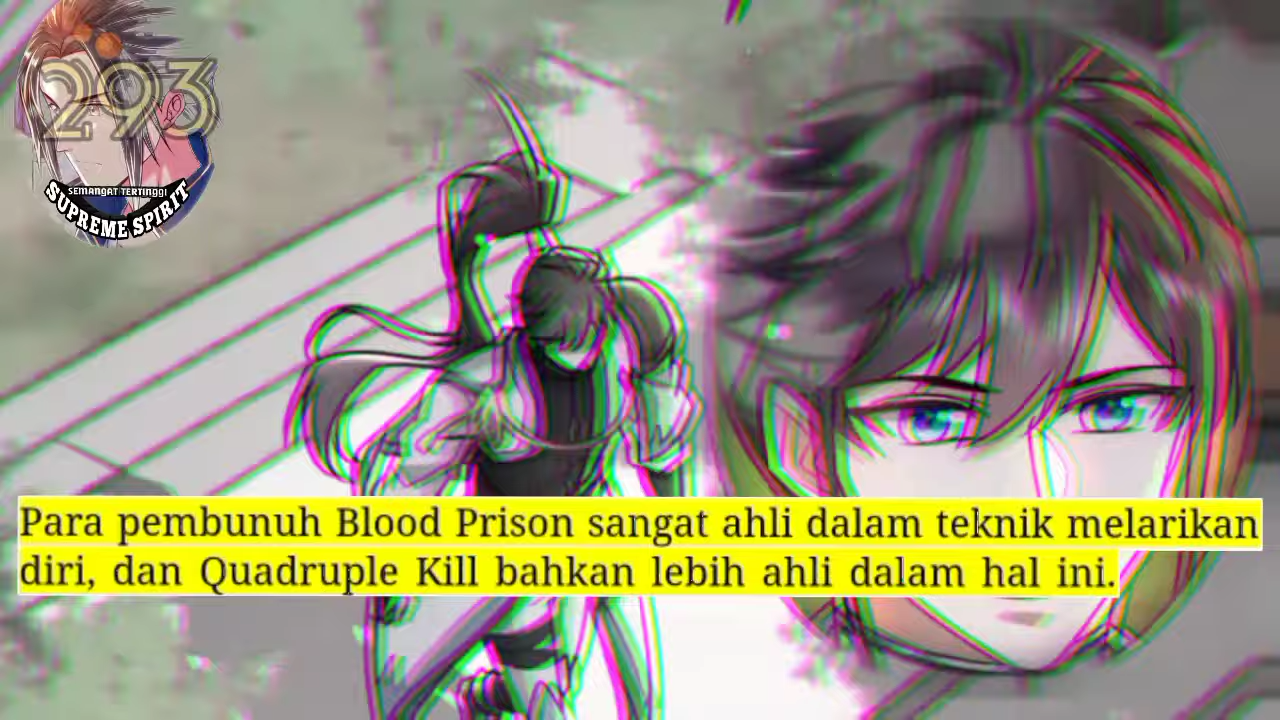 293
SEMANGAT TERTINGGI
SUPREME SPIRIT
Para pembunuh Blood Prison sangat ahli dalam teknik melarikan
diri, dan Quadruple Kill bahkan lebih ahli dalam hal ini.